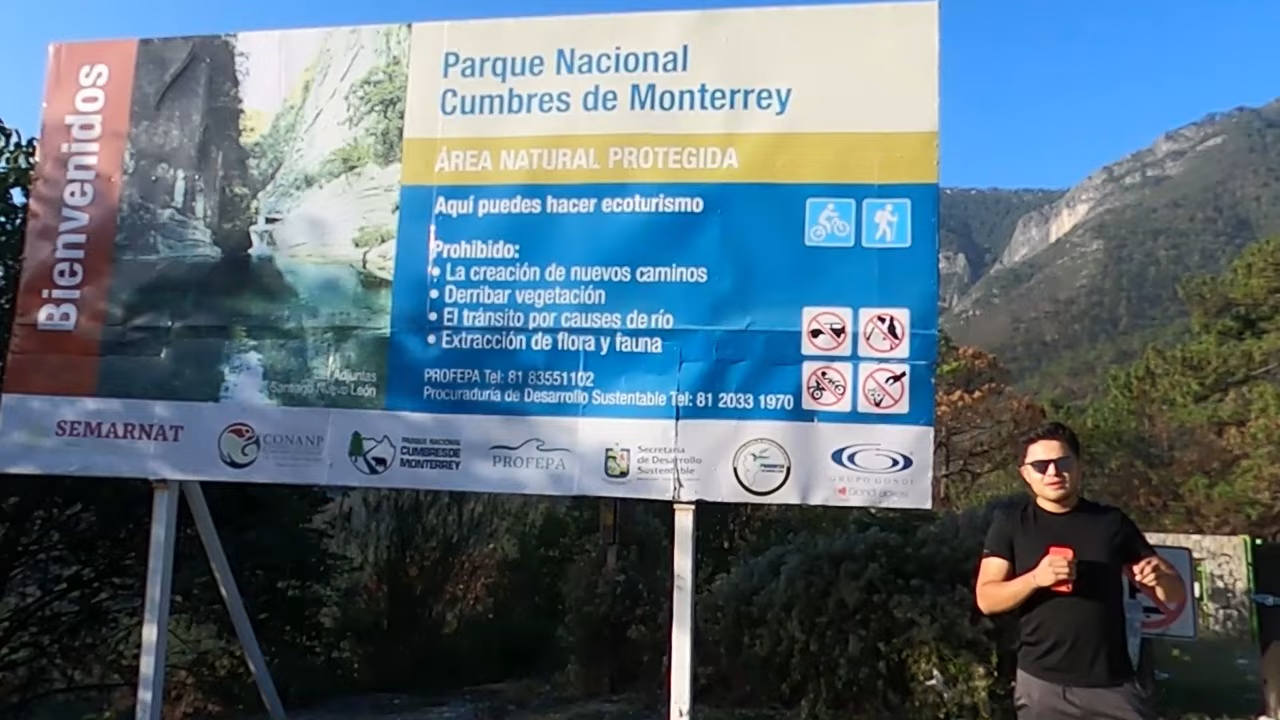 Bienvenidos
Parque Nacional
Cumbres de Monterrey
ÁREA NATURAL PROTEGIDA
Aquí puedes hacer ecoturismo
Prohibido:
• La creación de nuevos caminos
• Derribar vegetación
• El tránsito por causes de río
• Extracción de flora y fauna
PROFEPA Tel: 81 83551102
Procuraduría de Desarrollo Sustentable Tel: 81 2033 1970
Adjuntas
Santiago Nuevo León
SEMARNAT
CONANP
PARQUE NACIONAL
CUMBRES DE
MONTERREY
PROFEPA
Secretaría
de Desarrollo
Sustentable
GRUPO GONDI